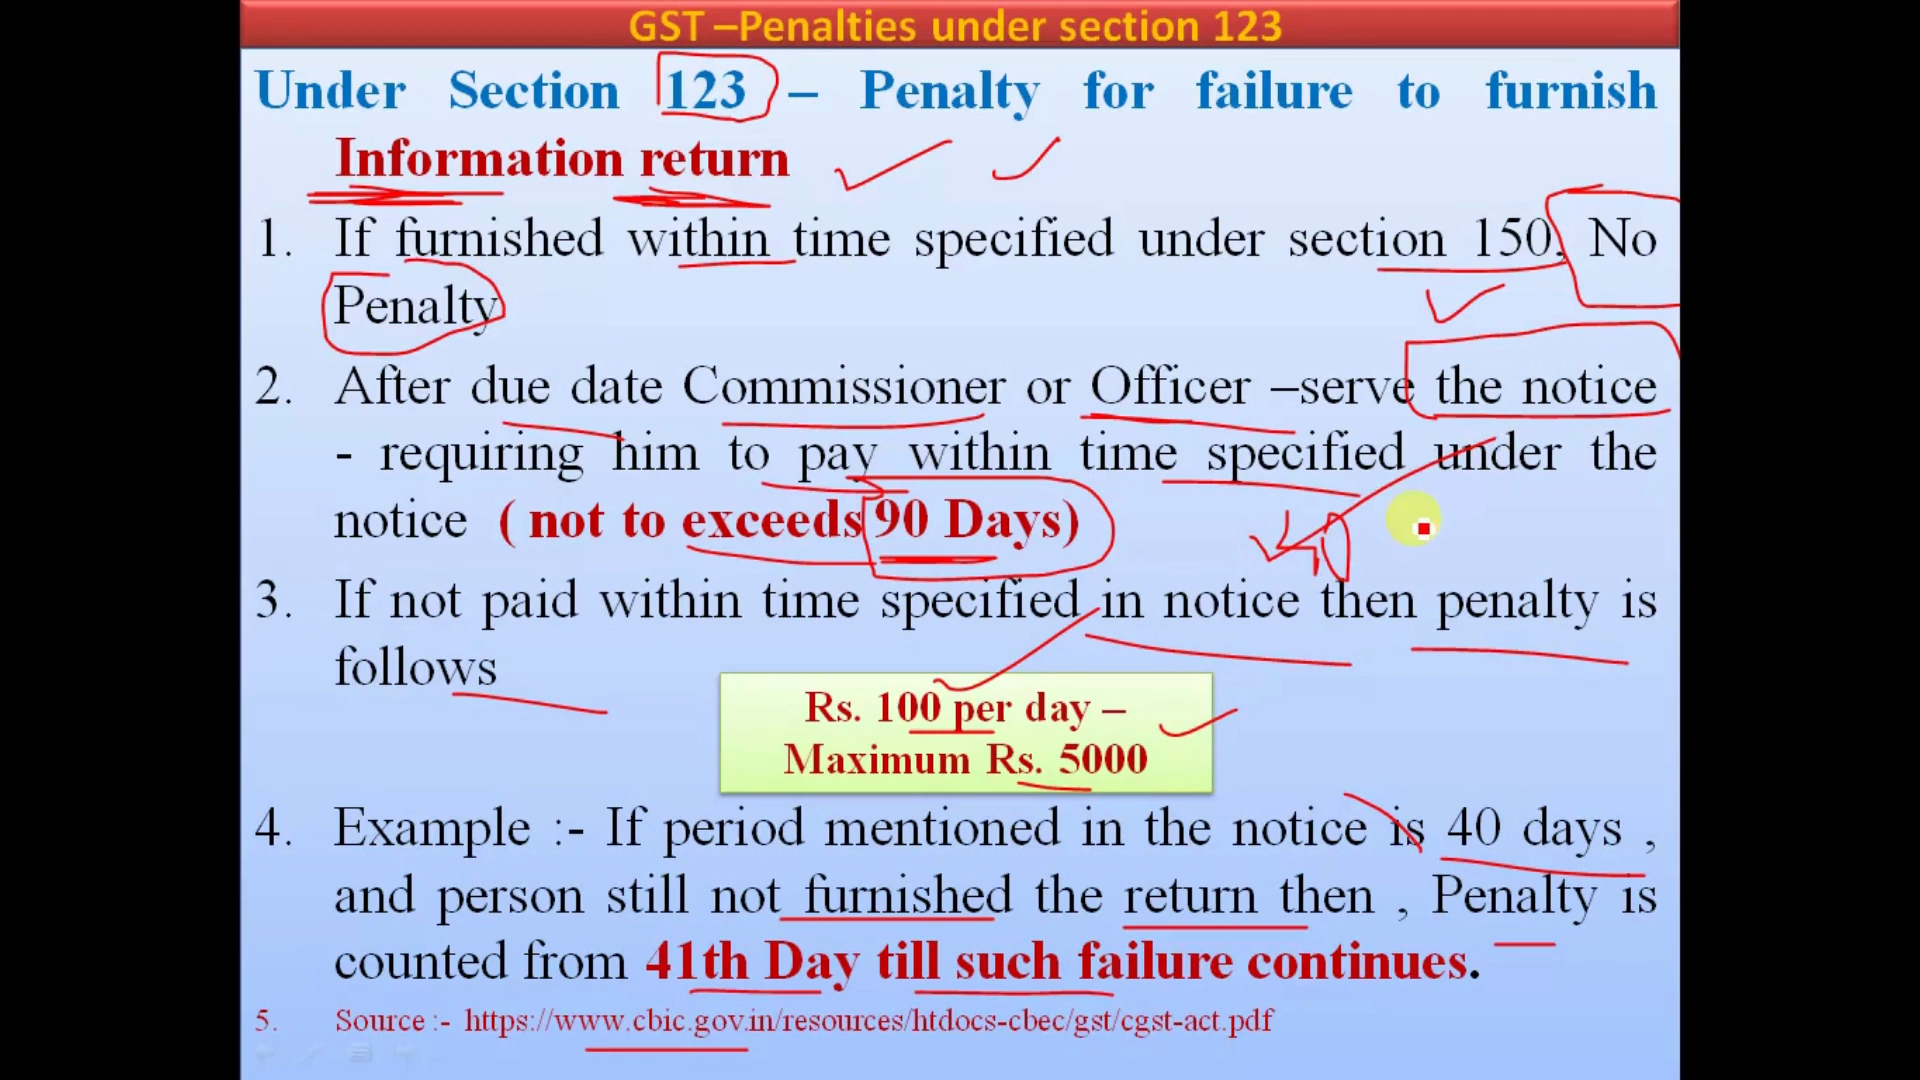 GST –Penalties under section 123
Under Section 123 – Penalty for failure to furnish
Information return
1. If furnished within time specified under section 150, No
Penalty
2. After due date Commissioner or Officer –serve the notice
- requiring him to pay within time specified under the
notice ( not to exceeds 90 Days)
40
3. If not paid within time specified in notice then penalty is
follows
Rs. 100 per day –
Maximum Rs. 5000
4. Example :- If period mentioned in the notice is 40 days ,
and person still not furnished the return then , Penalty is
counted from 41th Day till such failure continues.
5. Source :- https://www.cbic.gov.in/resources/htdocs-cbec/gst/cgst-act.pdf